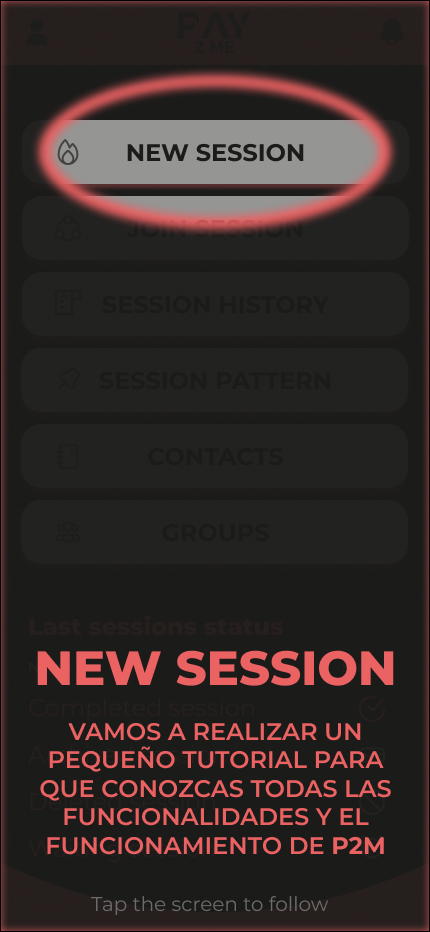 PAY
2 ME
NEW SESSION
JOIN SESSION
SESSION HISTORY
SESSION PATTERN
CONTACTS
GROUPS
Last sessions status
NEW SESSION
Completed session
VAMOS A REALIZAR UN
PEQUEÑO TUTORIAL PARA
QUE CONOZCAS TODAS LAS
FUNCIONALIDADES Y EL
FUNCIONAMIENTO DE P2M
Tap the screen to follow